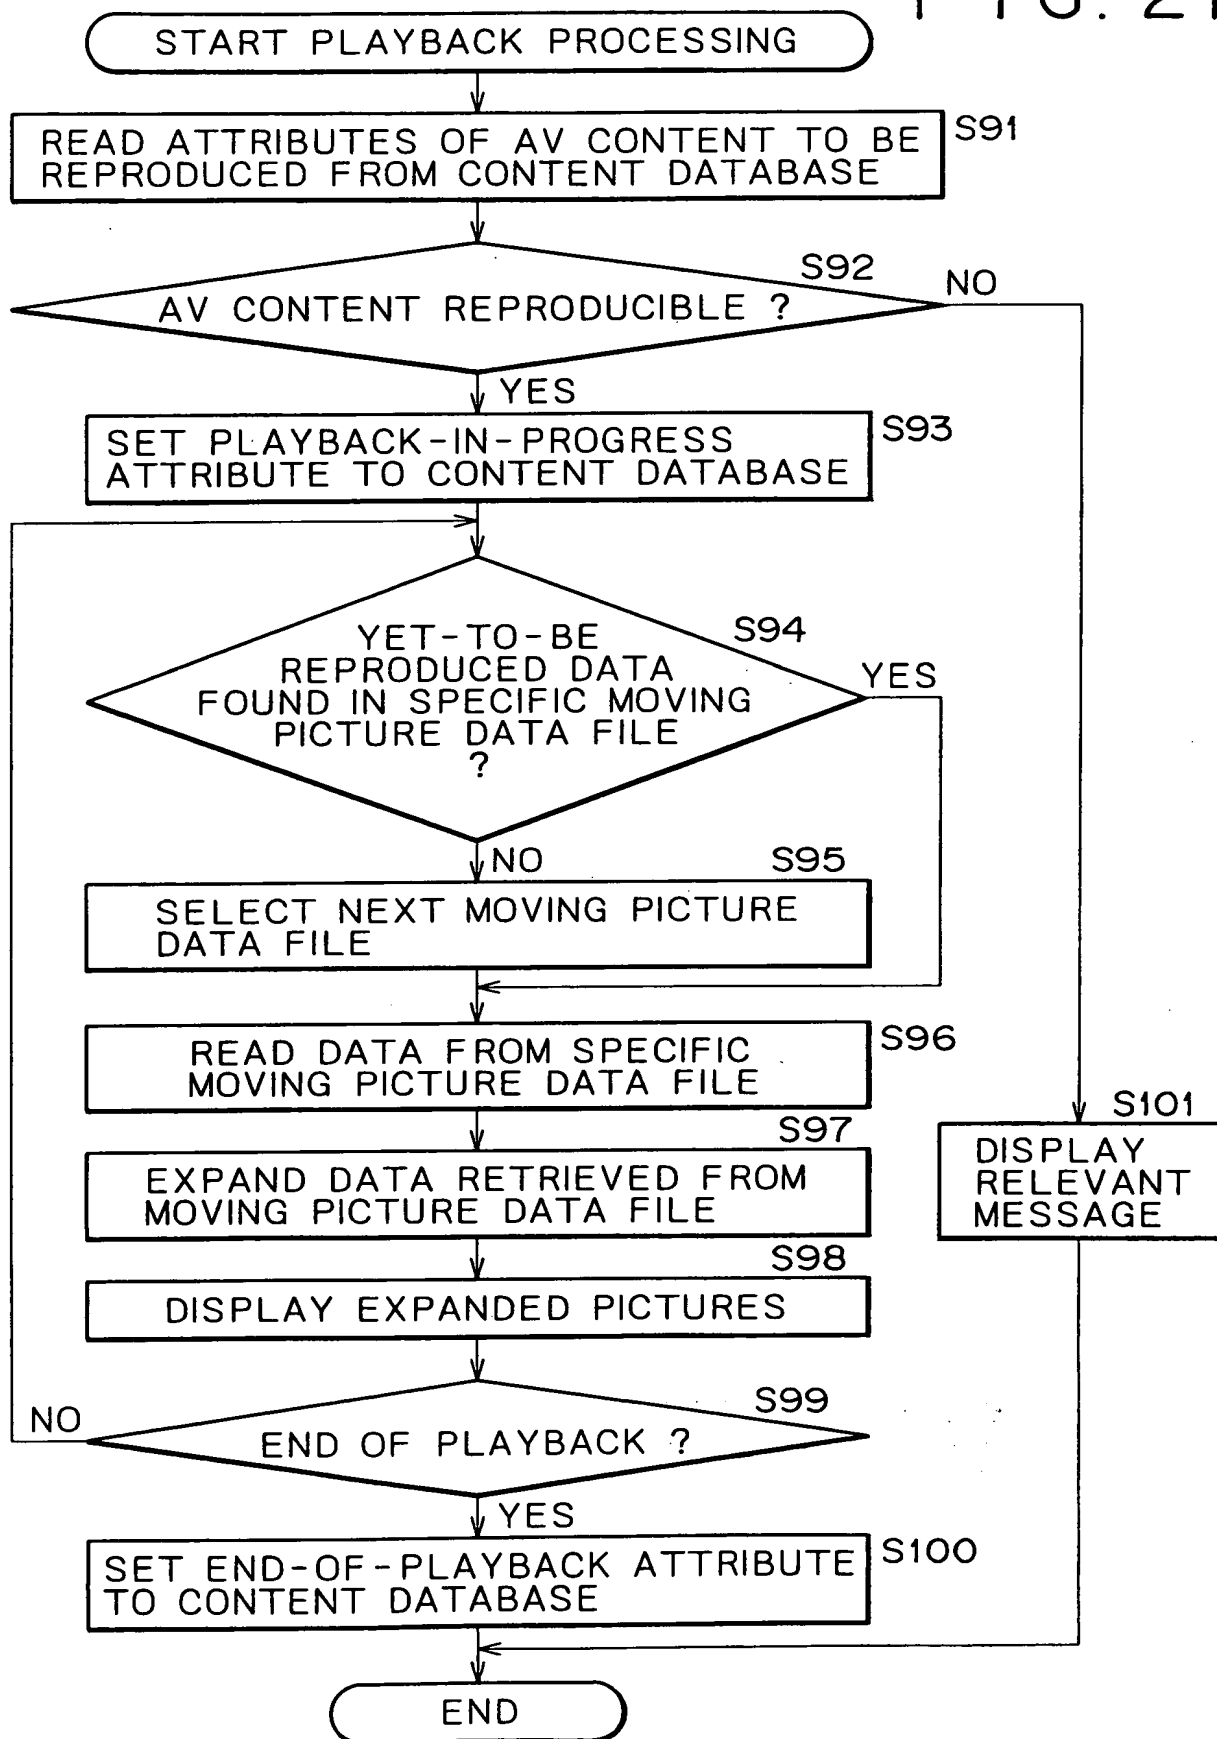 FIG. 21
START PLAYBACK PROCESSING
READ ATTRIBUTES OF AV CONTENT TO BE
REPRODUCED FROM CONTENT DATABASE
S91
S92
NO
AV CONTENT REPRODUCIBLE ?
YES
SET PLAYBACK-IN-PROGRESS
ATTRIBUTE TO CONTENT DATABASE
S93
YET-TO-BE
REPRODUCED DATA
FOUND IN SPECIFIC MOVING
PICTURE DATA FILE
?
S94
YES
NO
S95
SELECT NEXT MOVING PICTURE
DATA FILE
READ DATA FROM SPECIFIC
MOVING PICTURE DATA FILE
S96
S97
EXPAND DATA RETRIEVED FROM
MOVING PICTURE DATA FILE
S101
DISPLAY
RELEVANT
MESSAGE
S98
DISPLAY EXPANDED PICTURES
S99
NO
END OF PLAYBACK ?
YES
SET END-OF-PLAYBACK ATTRIBUTE
TO CONTENT DATABASE
S100
END